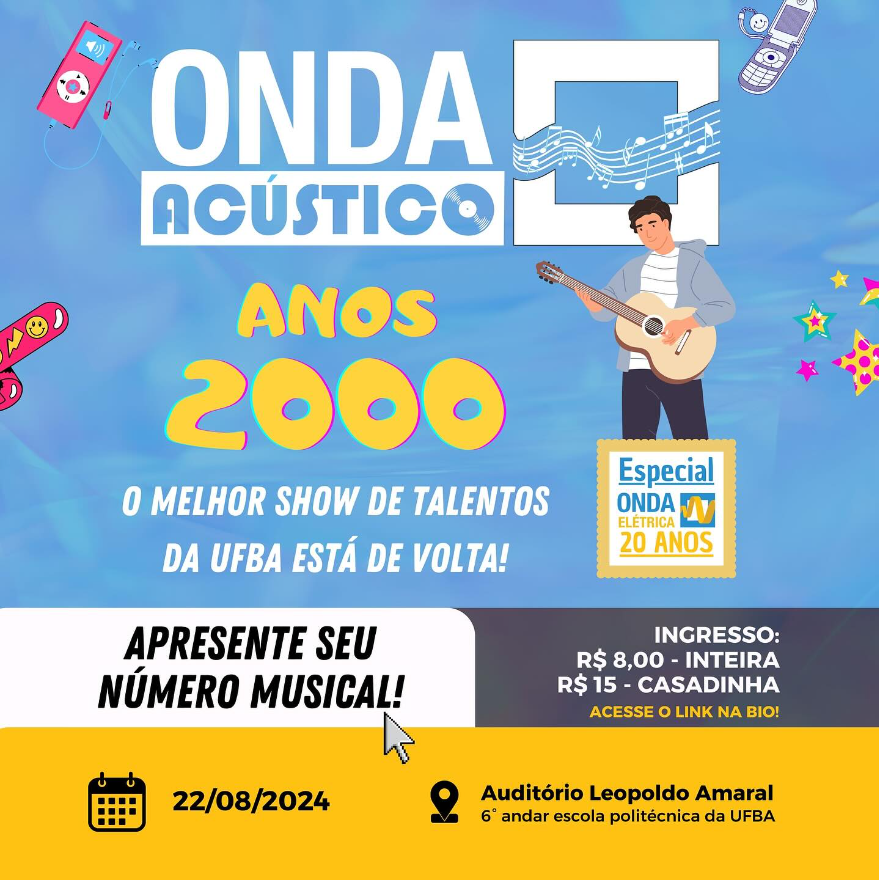 ONDA
ACÚSTICO
ANOS
2000
O MELHOR SHOW DE TALENTOS
DA UFBA ESTÁ DE VOLTA!
Especial
ONDA
ELÉTRICA
20 ANOS
APRESENTE SEU
NÚMERO MUSICAL!
INGRESSO:
R$ 8,00 - INTEIRA
R$ 15 - CASADINHA
ACESSE O LINK NA BIO!
22/08/2024
Auditório Leopoldo Amaral
6° andar escola politécnica da UFBA